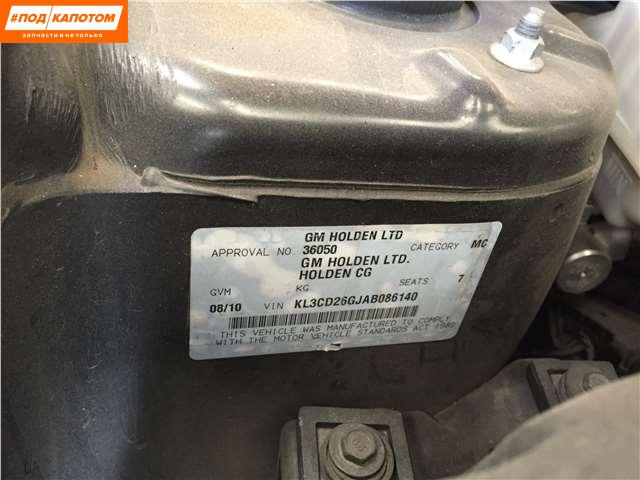 #ПОД КАПОТОМ
запчасти и не только
GM HOLDEN LTD
APPROVAL NO 36050 CATEGORY MC
GM HOLDEN LTD.
HOLDEN CG
GVM KG SEATS 7
08/10 VIN KL3CD26GJAB086140
THIS VEHICLE WAS MANUFACTURED TO COMPLY
WITH THE MOTOR VEHICLE STANDARDS ACT 1989